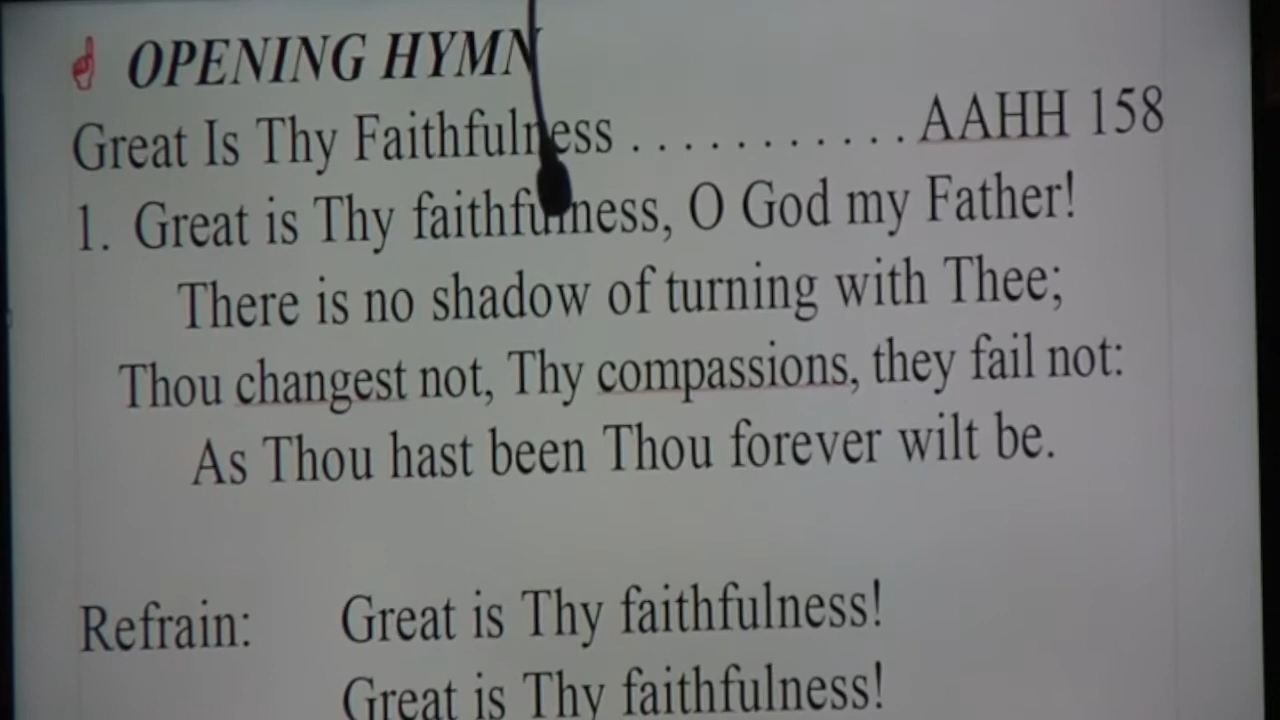 OPENING HYMN
Great Is Thy Faithfulness . . . . . . . . . . . AAHH 158
1. Great is Thy faithfulness, O God my Father!
There is no shadow of turning with Thee;
Thou changest not, Thy compassions, they fail not:
As Thou hast been Thou forever wilt be.
Refrain: Great is Thy faithfulness!
Great is Thy faithfulness!